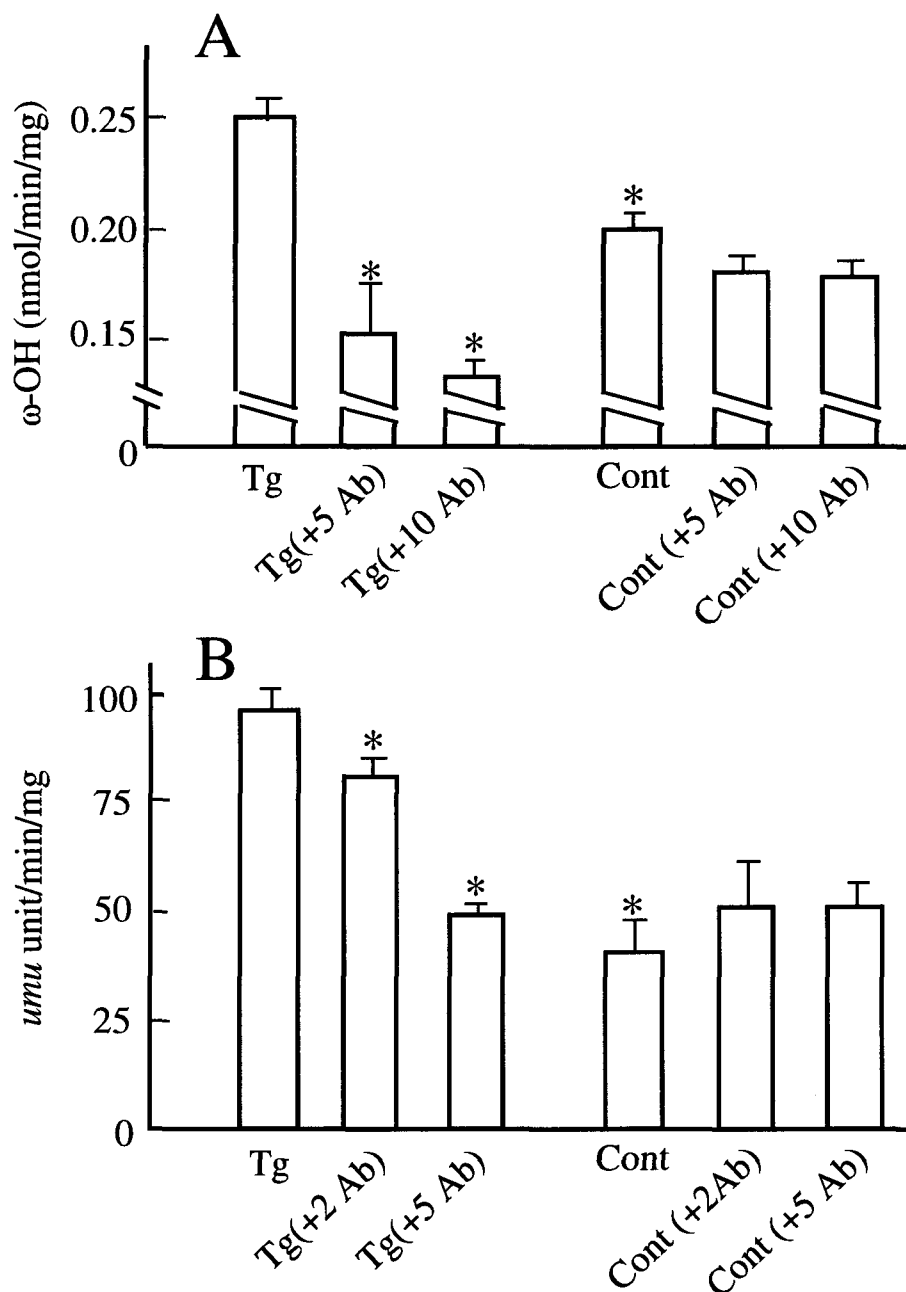 A
ω-OH (nmol/min/mg)
0.25
0.20
0.15
0
*
*
*
Tg
Tg(+5 Ab)
Tg(+10 Ab)
Cont
Cont (+5 Ab)
Cont (+10 Ab)
B
umu unit/min/mg
100
75
50
25
0
*
*
*
Tg
Tg(+2 Ab)
Tg(+5 Ab)
Cont
Cont (+2Ab)
Cont (+5 Ab)